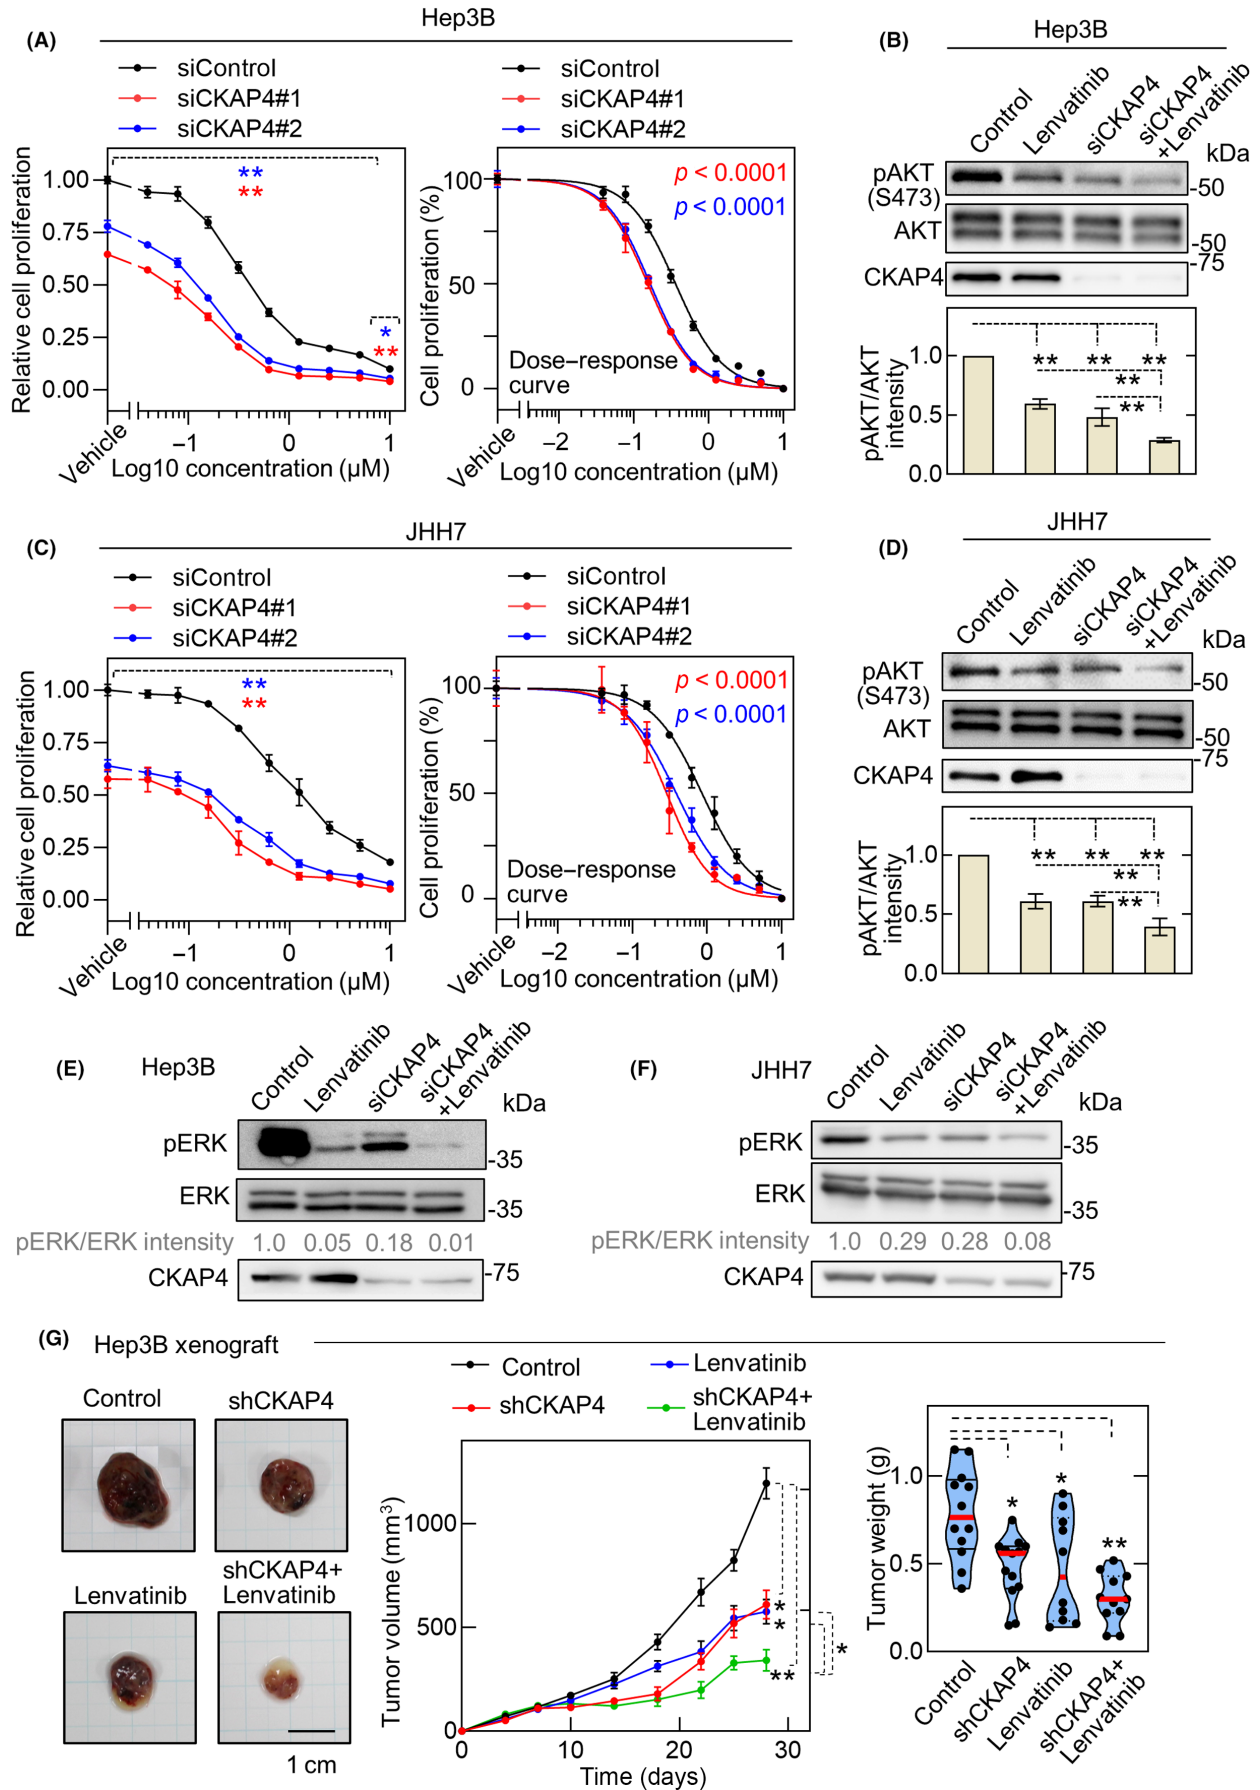 (A)
Hep3B
siControl
siCKAP4#1
siCKAP4#2
Relative cell proliferation
1.00
0.75
0.50
0.25
0.00
**
**
*
**
Vehicle
−1
0
1
Log10 concentration (µM)
siControl
siCKAP4#1
siCKAP4#2
Cell proliferation (%)
100
50
0
p < 0.0001
p < 0.0001
Dose–response
curve
Vehicle
−2
−1
0
1
Log10 concentration (µM)
(B)
Hep3B
Control
Lenvatinib
siCKAP4
siCKAP4
+Lenvatinib
kDa
pAKT
(S473)
-50
AKT
-50
-75
CKAP4
pAKT/AKT
intensity
1.0
0.5
0.0
** ** **
**
**
(C)
JHH7
siControl
siCKAP4#1
siCKAP4#2
Relative cell proliferation
1.00
0.75
0.50
0.25
0.00
**
**
Vehicle
−1
0
1
Log10 concentration (µM)
siControl
siCKAP4#1
siCKAP4#2
Cell proliferation (%)
100
50
0
p < 0.0001
p < 0.0001
Dose–response
curve
Vehicle
−2
−1
0
1
Log10 concentration (µM)
(D)
JHH7
Control
Lenvatinib
siCKAP4
siCKAP4
+Lenvatinib
kDa
pAKT
(S473)
-50
AKT
-50
-75
CKAP4
pAKT/AKT
intensity
1.0
0.5
0.0
** ** **
**
**
(E)
Hep3B
Control
Lenvatinib
siCKAP4
siCKAP4
+Lenvatinib
kDa
pERK
-35
ERK
-35
pERK/ERK intensity 1.0 0.05 0.18 0.01
CKAP4
-75
(F)
JHH7
Control
Lenvatinib
siCKAP4
siCKAP4
+Lenvatinib
kDa
pERK
-35
ERK
-35
pERK/ERK intensity 1.0 0.29 0.28 0.08
CKAP4
-75
(G)
Hep3B xenograft
Control
shCKAP4
Lenvatinib
shCKAP4+
Lenvatinib
1 cm
Control
shCKAP4
Lenvatinib
shCKAP4+
Lenvatinib
Tumor volume (mm3)
1000
500
0
*
*
**
*
0
10
20
30
Time (days)
Tumor weight (g)
1.0
0.5
0.0
*
*
**
Control
shCKAP4
Lenvatinib
shCKAP4+
Lenvatinib